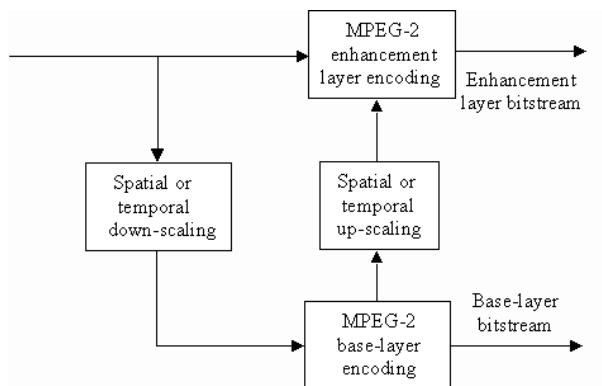 MPEG-2
enhancement
layer encoding
Enhancement
layer bitstream
Spatial or
temporal
down-scaling
Spatial or
temporal
up-scaling
MPEG-2
base-layer
encoding
Base-layer
bitstream